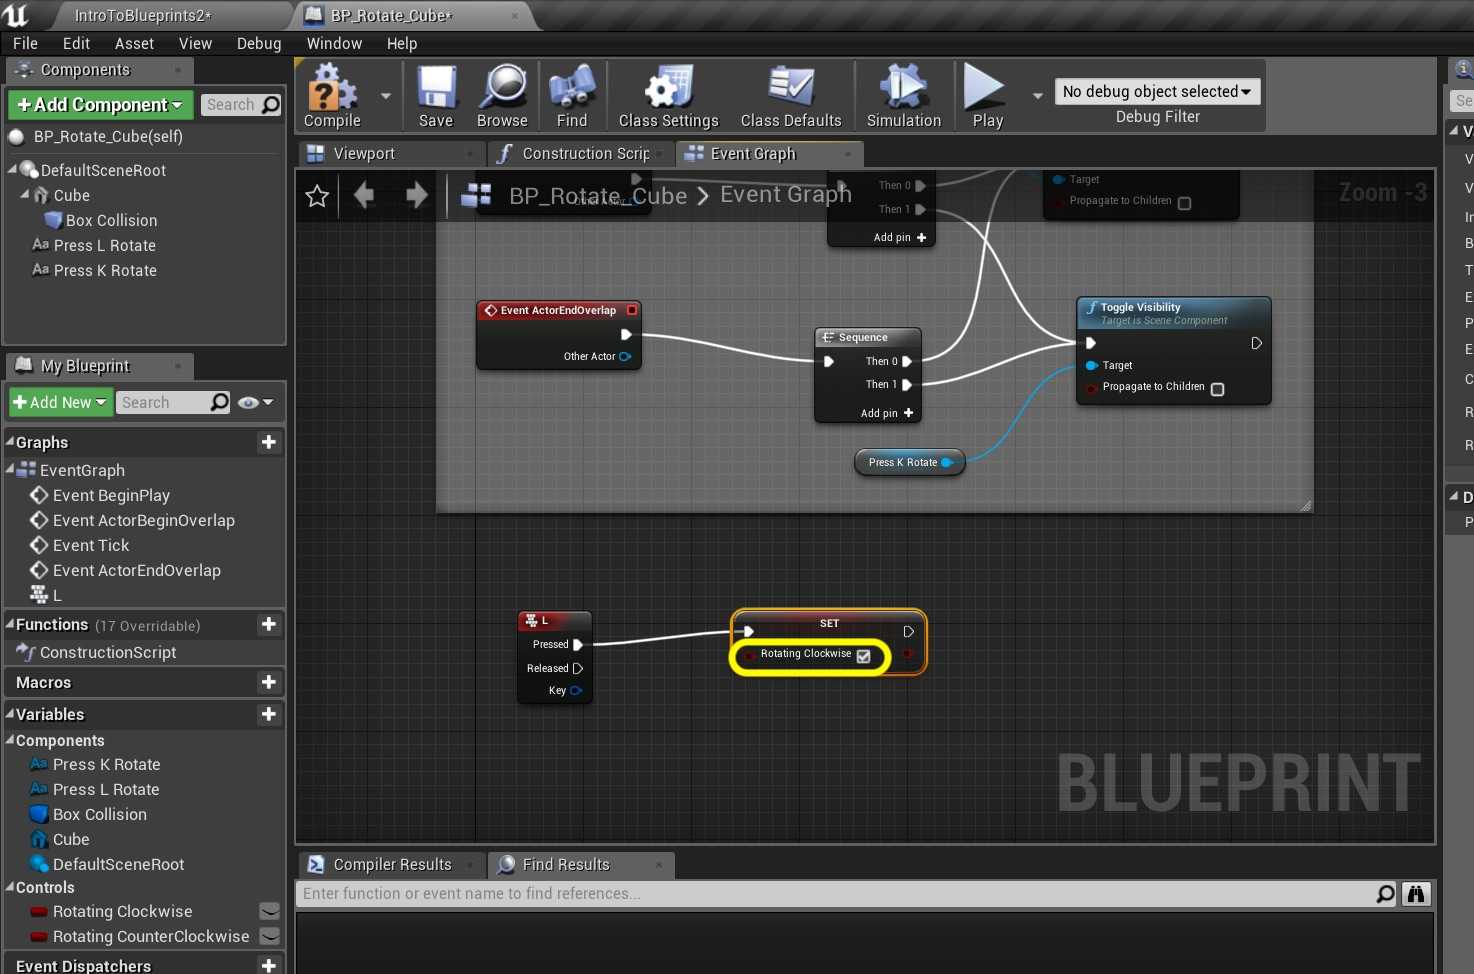 IntroToBlueprints2*
BP_Rotate_Cube*
File Edit Asset View Debug Window Help
Components
+Add Component
Search
BP_Rotate_Cube(self)
DefaultSceneRoot
Cube
Box Collision
Aa Press L Rotate
Aa Press K Rotate
My Blueprint
+Add New
Search
Graphs
EventGraph
Event BeginPlay
Event ActorBeginOverlap
Event Tick
Event ActorEndOverlap
L
Functions (17 Overridable)
ConstructionScript
Macros
Variables
Components
Aa Press K Rotate
Aa Press L Rotate
Box Collision
Cube
DefaultSceneRoot
Controls
Rotating Clockwise
Rotating CounterClockwise
Event Dispatchers
Compile Save Browse Find Class Settings Class Defaults Simulation Play
No debug object selected
Debug Filter
Viewport
Construction Scrip
Event Graph
BP_Rotate_Cube > Event Graph
Zoom -3
Other Actor
Then 0
Then 1
Add pin +
Target
Propagate to Children
Event ActorEndOverlap
Other Actor
Sequence
Then 0
Then 1
Add pin +
Toggle Visibility
Target is Scene Component
Target
Propagate to Children
Press K Rotate
L
Pressed
Released
Key
SET
Rotating Clockwise
BLUEPRINT
Compiler Results
Find Results
Enter function or event name to find references...
Se